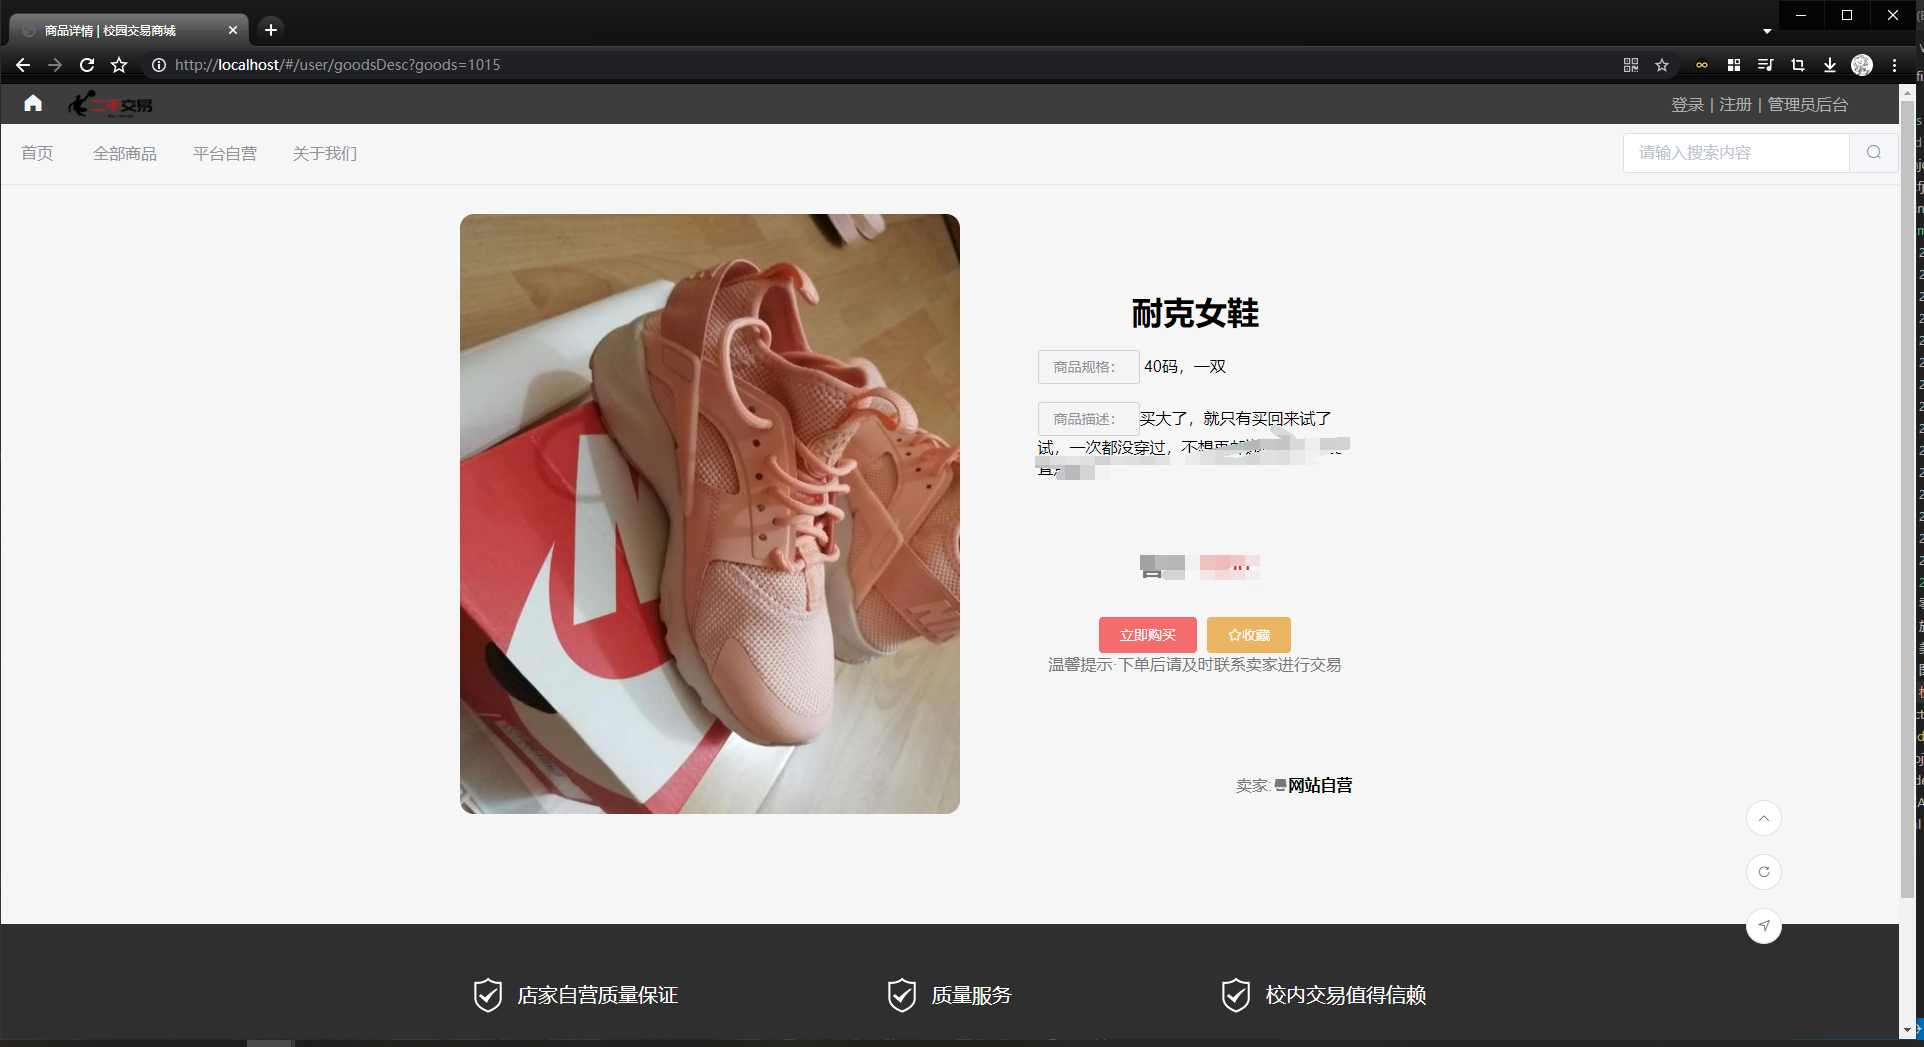 商品详情 | 校园交易商城
http://localhost/#/user/goodsDesc?goods=1015
二手交易
登录 | 注册 | 管理员后台
首页 全部商品 平台自营 关于我们
请输入搜索内容
耐克女鞋
商品规格： 40码，一双
商品描述： 买大了，就只有买回来试了
试，一次都没穿过，不想再
直
立即购买 收藏
温馨提示:下单后请及时联系卖家进行交易
卖家: 网站自营
店家自营质量保证 质量服务 校内交易值得信赖